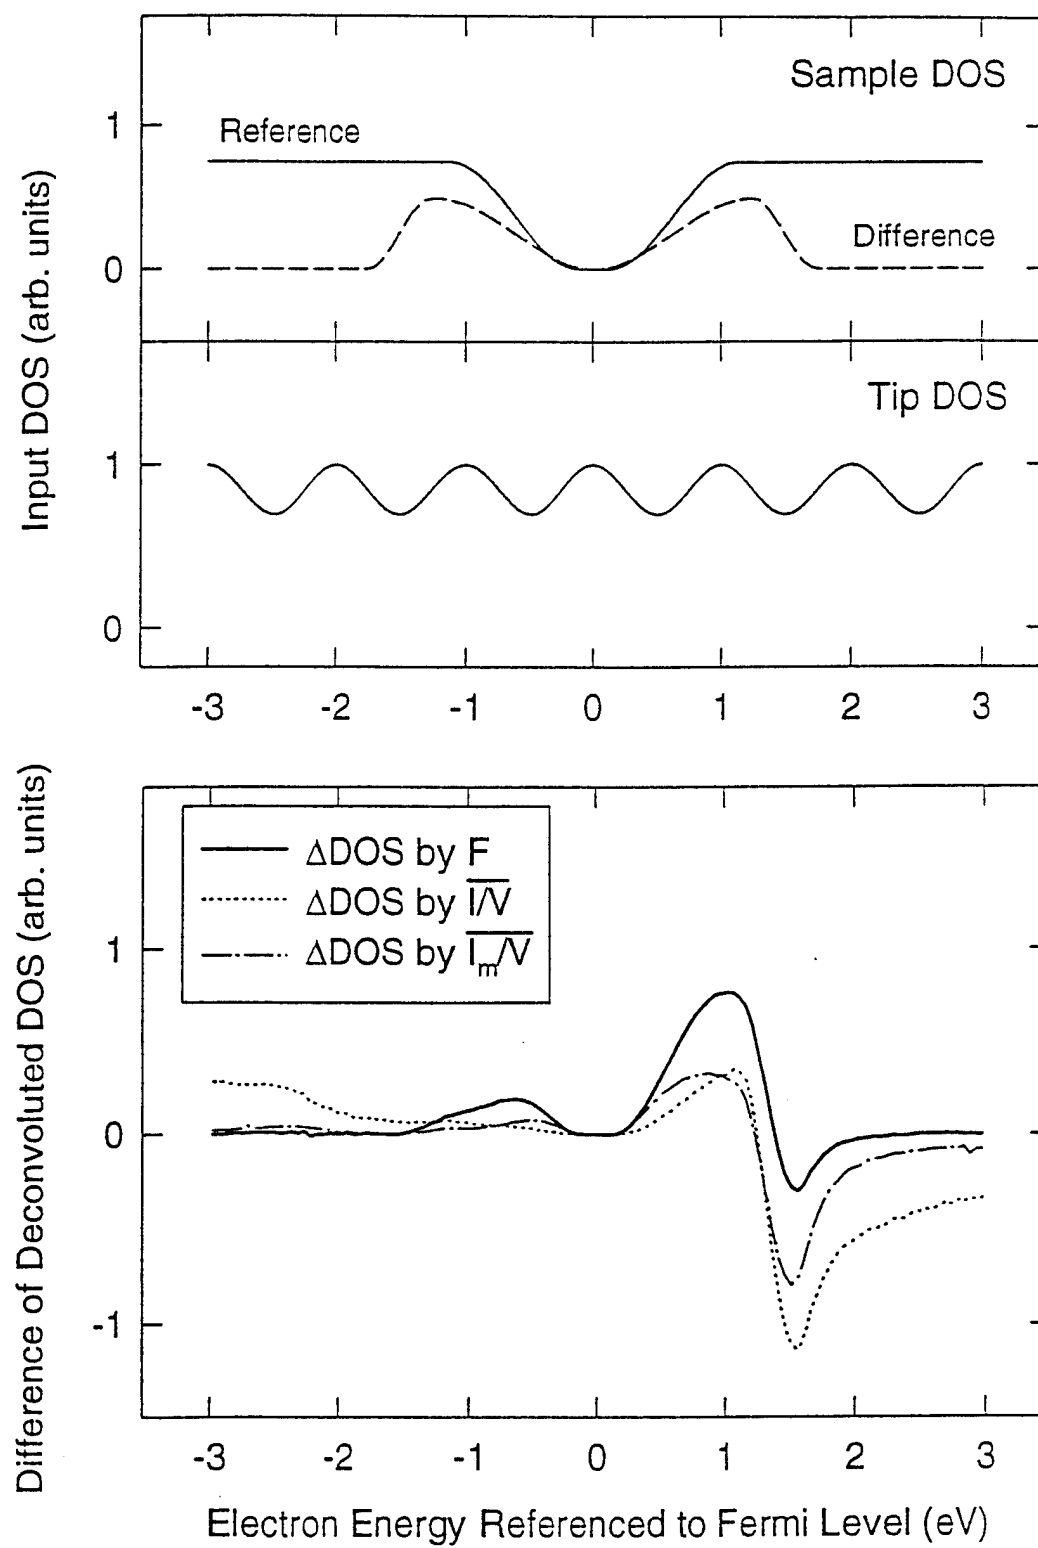 Sample DOS
1
Reference
Difference
0
Input DOS (arb. units)
Tip DOS
1
0
-3 -2 -1 0 1 2 3
ΔDOS by F
ΔDOS by I/V
ΔDOS by Im/V
1
0
-1
Difference of Deconvoluted DOS (arb. units)
-3 -2 -1 0 1 2 3
Electron Energy Referenced to Fermi Level (eV)